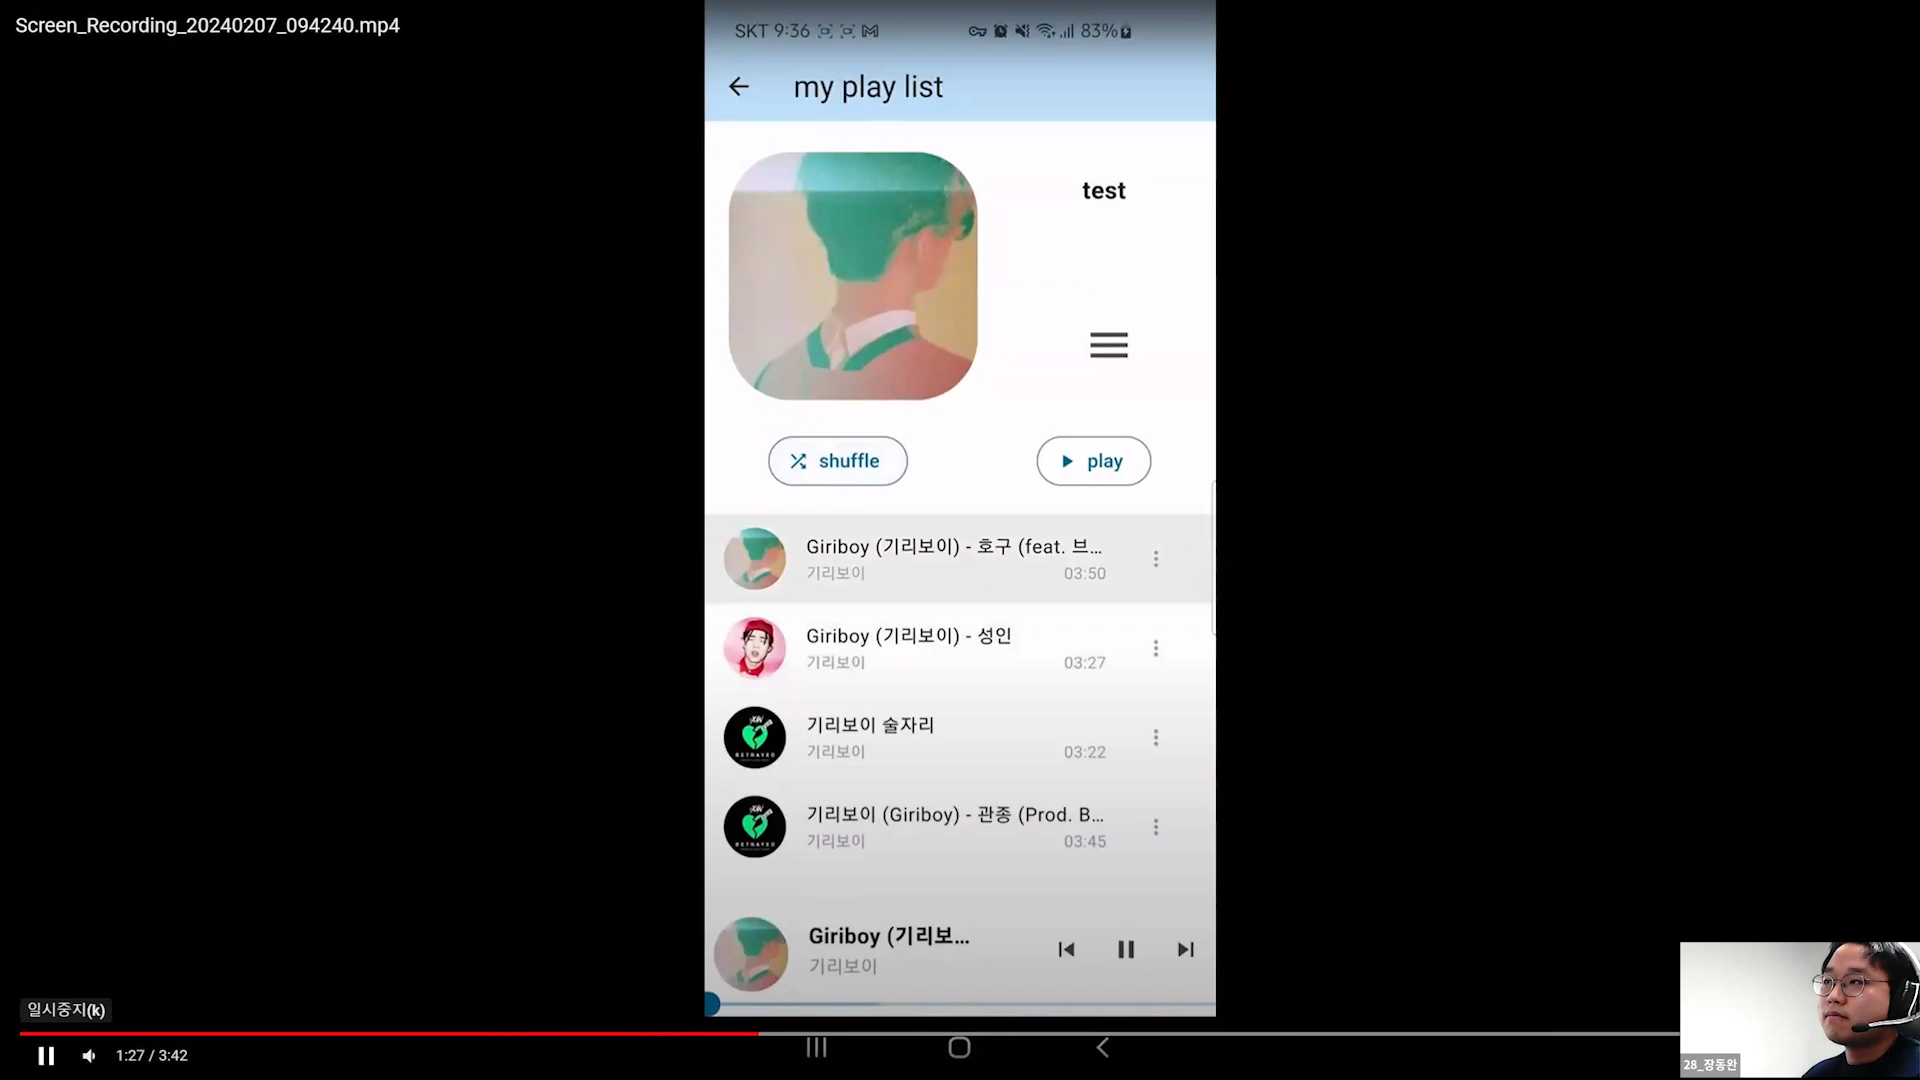 Screen_Recording_20240207_094240.mp4
SKT 9:36
83%
my play list
test
shuffle
play
Giriboy (기리보이) - 호구 (feat. 브...
기리보이
03:50
Giriboy (기리보이) - 성인
기리보이
03:27
기리보이 술자리
기리보이
03:22
기리보이 (Giriboy) - 관종 (Prod. B...
기리보이
03:45
Giriboy (기리보...
기리보이
일시중지(k)
1:27 / 3:42
28_장동완